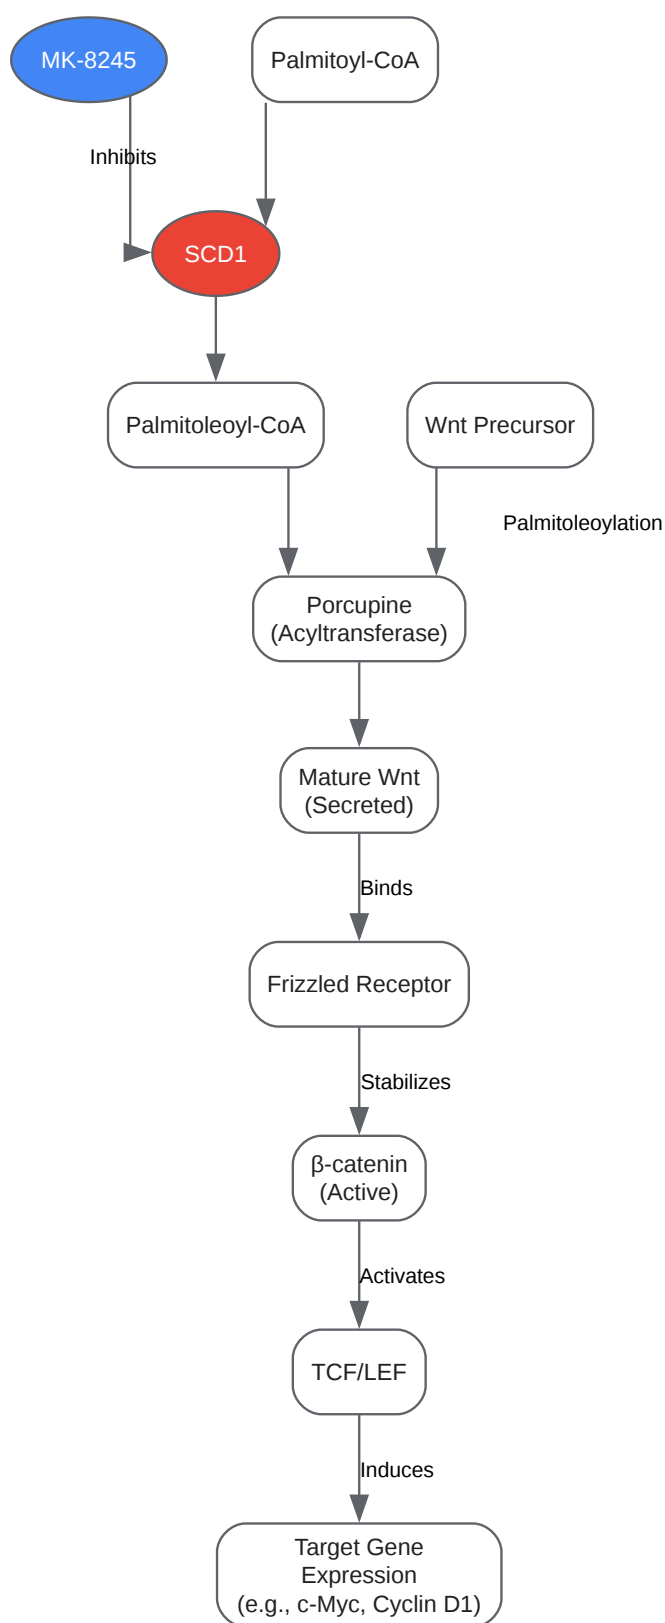 MK-8245
Palmitoyl-CoA
Inhibits
SCD1
Palmitoleoyl-CoA
Wnt Precursor
Palmitoleoylation
Porcupine
(Acyltransferase)
Mature Wnt
(Secreted)
Binds
Frizzled Receptor
Stabilizes
β-catenin
(Active)
Activates
TCF/LEF
Induces
Target Gene
Expression
(e.g., c-Myc, Cyclin D1)